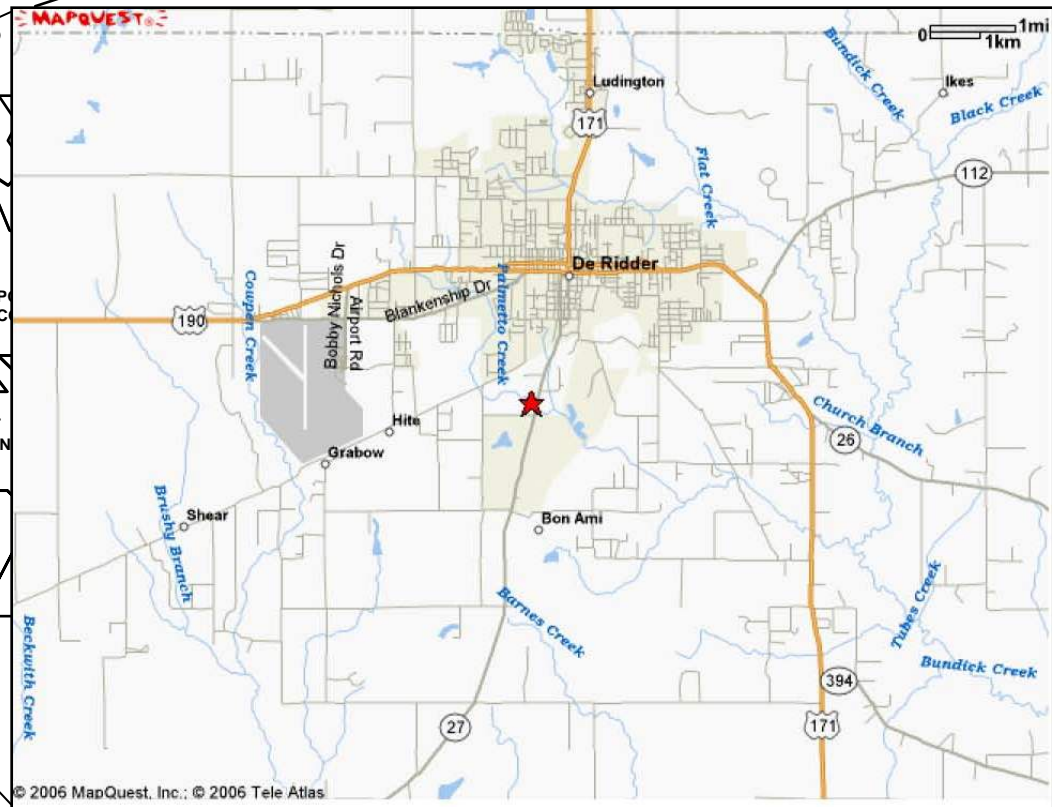 MAPQUEST
0 1mi
1km
Bundick Creek
Ludington
Ikes
Black Creek
171
Flat Creek
112
De Ridder
Bobby Nichols Dr
Airport Rd
Cowpen Creek
Palmetto Creek
Blankenship Dr
190
Church Branch
26
Hite
Grabow
Shear
Brushy Branch
Bon Ami
Barnes Creek
Tubes Creek
Beckwith Creek
Bundick Creek
394
27
171
© 2006 MapQuest, Inc.; © 2006 Tele Atlas